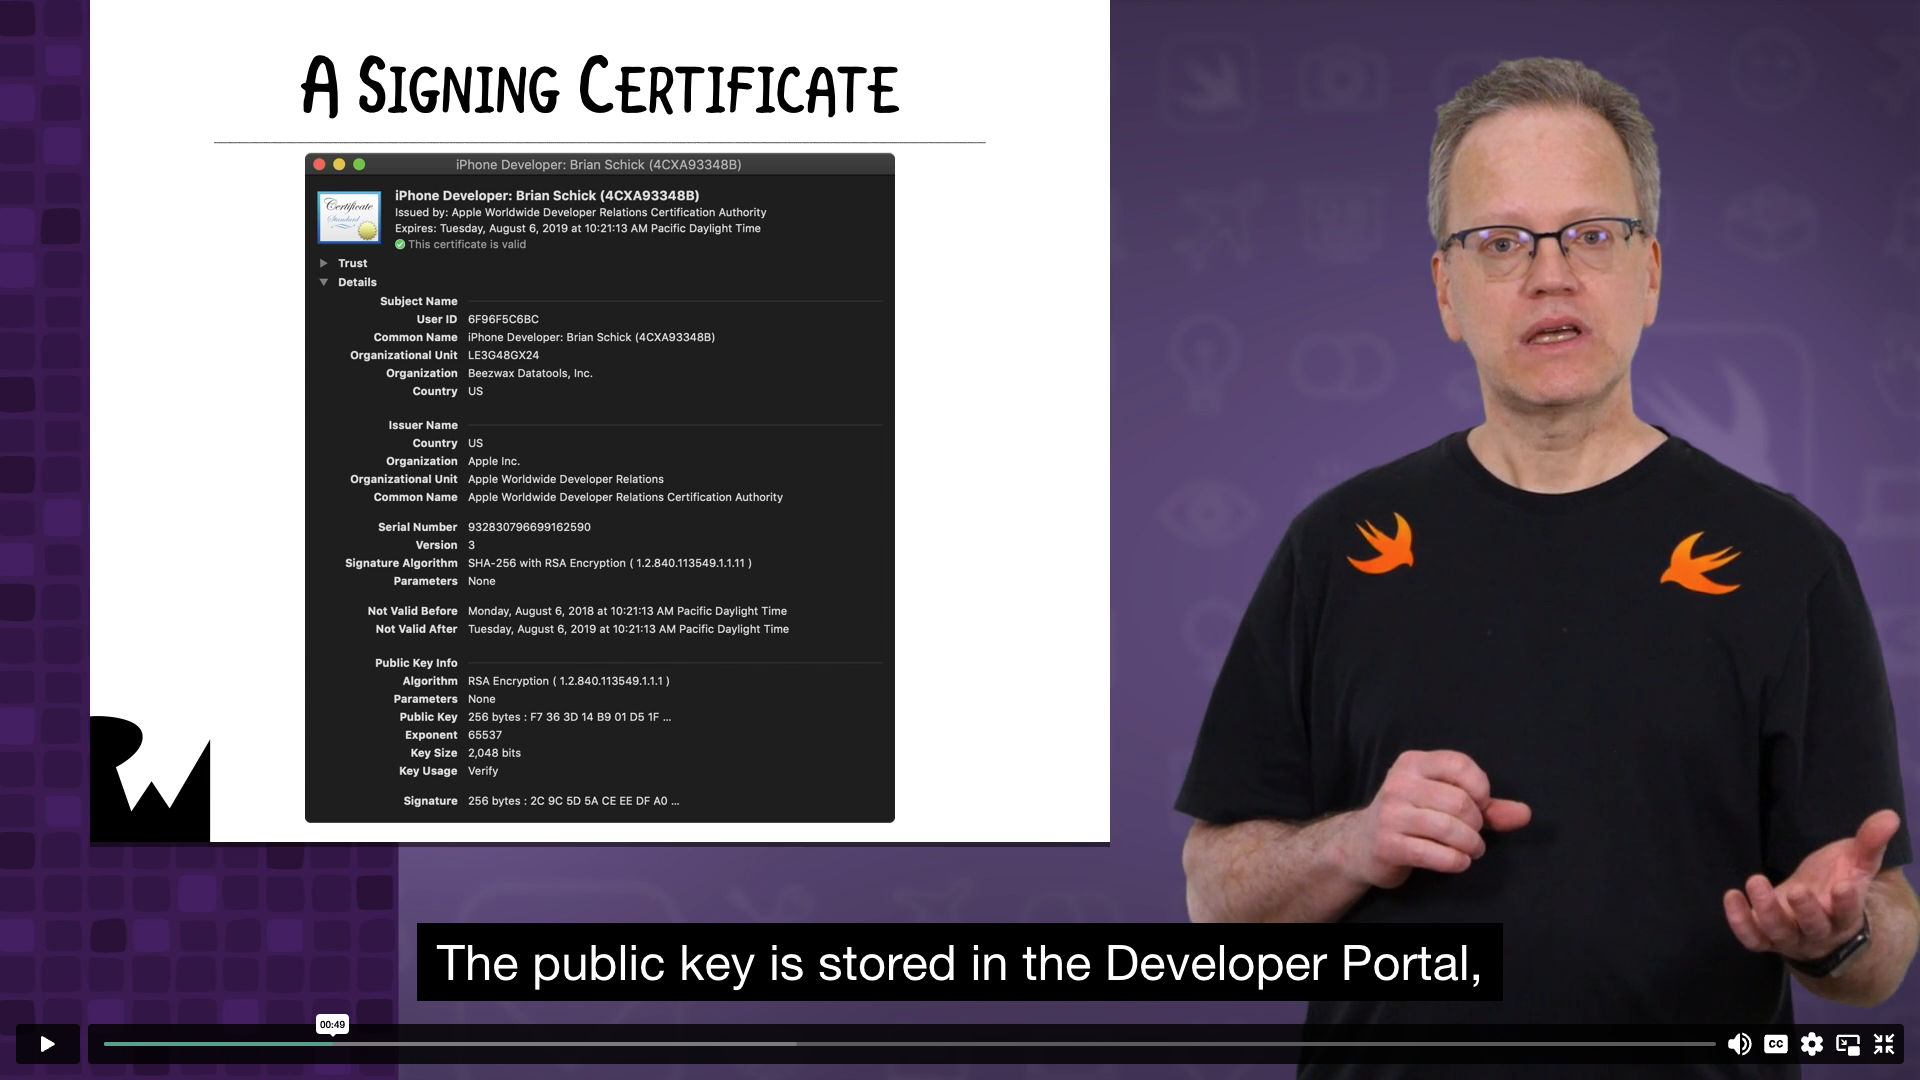 A SIGNING CERTIFICATE
iPhone Developer: Brian Schick (4CXA93348B)
Certificate
Standard
iPhone Developer: Brian Schick (4CXA93348B)
Issued by: Apple Worldwide Developer Relations Certification Authority
Expires: Tuesday, August 6, 2019 at 10:21:13 AM Pacific Daylight Time
This certificate is valid
Trust
Details
Subject Name
User ID 6F96F5C6BC
Common Name iPhone Developer: Brian Schick (4CXA93348B)
Organizational Unit LE3G48GX24
Organization Beezwax Datatools, Inc.
Country US
Issuer Name
Country US
Organization Apple Inc.
Organizational Unit Apple Worldwide Developer Relations
Common Name Apple Worldwide Developer Relations Certification Authority
Serial Number 932830796699162590
Version 3
Signature Algorithm SHA-256 with RSA Encryption ( 1.2.840.113549.1.1.11 )
Parameters None
Not Valid Before Monday, August 6, 2018 at 10:21:13 AM Pacific Daylight Time
Not Valid After Tuesday, August 6, 2019 at 10:21:13 AM Pacific Daylight Time
Public Key Info
Algorithm RSA Encryption ( 1.2.840.113549.1.1.1 )
Parameters None
Public Key 256 bytes : F7 36 3D 14 B9 01 D5 1F ...
Exponent 65537
Key Size 2,048 bits
Key Usage Verify
Signature 256 bytes : 2C 9C 5D 5A CE EE DF A0 ...
RW
The public key is stored in the Developer Portal,
00:49
CC